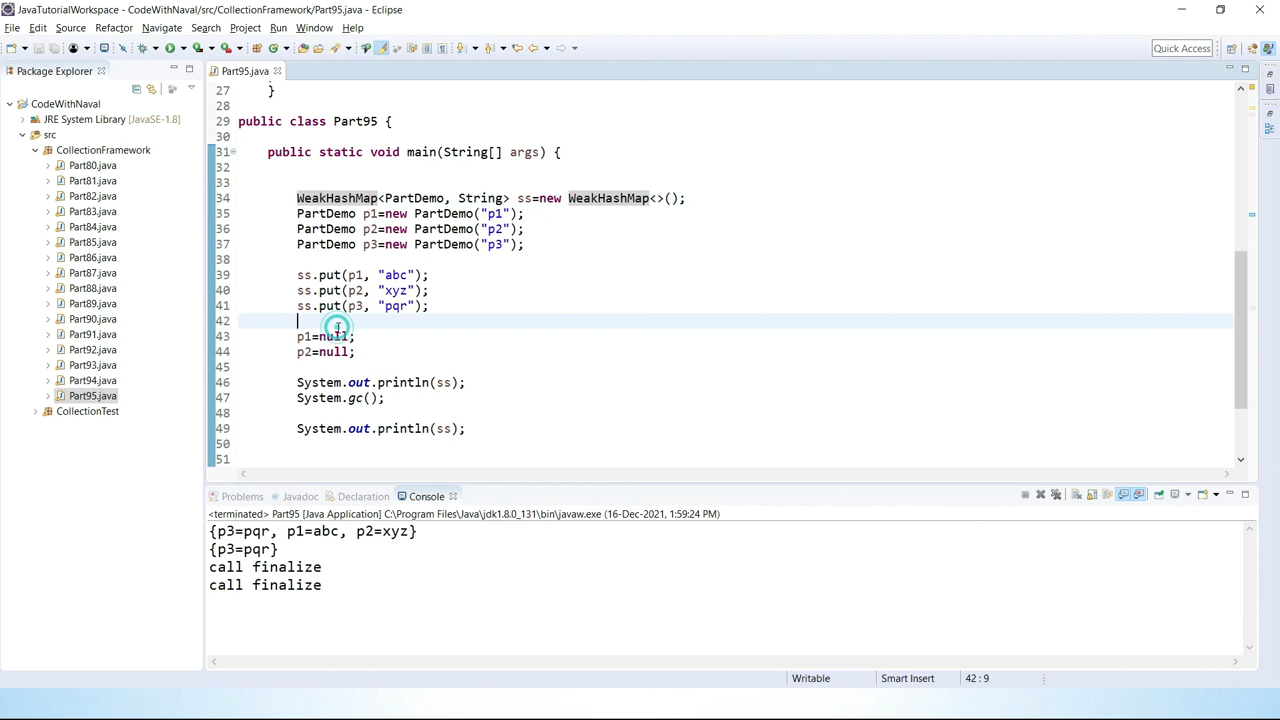 JavaTutorialWorkspace - CodeWithNaval/src/CollectionFramework/Part95.java - Eclipse
File Edit Source Refactor Navigate Search Project Run Window Help
Quick Access
Package Explorer
Part95.java
CodeWithNaval
JRE System Library [JavaSE-1.8]
src
CollectionFramework
Part80.java
Part81.java
Part82.java
Part83.java
Part84.java
Part85.java
Part86.java
Part87.java
Part88.java
Part89.java
Part90.java
Part91.java
Part92.java
Part93.java
Part94.java
Part95.java
CollectionTest
27 }
28
29 public class Part95 {
30
31 public static void main(String[] args) {
32
33
34 WeakHashMap<PartDemo, String> ss=new WeakHashMap<>();
35 PartDemo p1=new PartDemo("p1");
36 PartDemo p2=new PartDemo("p2");
37 PartDemo p3=new PartDemo("p3");
38
39 ss.put(p1, "abc");
40 ss.put(p2, "xyz");
41 ss.put(p3, "pqr");
42
43 p1=null;
44 p2=null;
45
46 System.out.println(ss);
47 System.gc();
48
49 System.out.println(ss);
50
51
Problems Javadoc Declaration Console
<terminated> Part95 [Java Application] C:\Program Files\Java\jdk1.8.0_131\bin\javaw.exe (16-Dec-2021, 1:59:24 PM)
{p3=pqr, p1=abc, p2=xyz}
{p3=pqr}
call finalize
call finalize
Writable Smart Insert 42 : 9